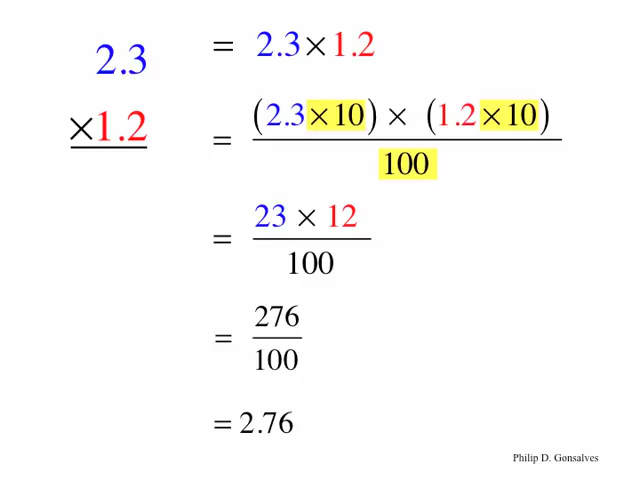 2.3
×1.2
= 2.3×1.2
= (2.3×10) × (1.2×10)
100
= 23 × 12
100
= 276
100
= 2.76
Philip D. Gonsalves